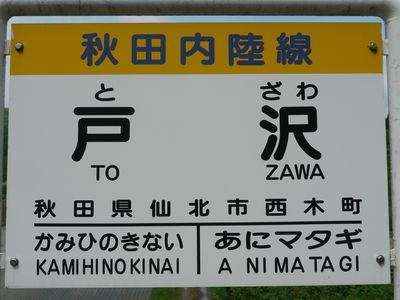 秋田内陸線
と ざわ
戸 沢
TO ZAWA
秋田県仙北市西木町
かみひのきない あにマタギ
KAMIHINOKINAI A NIMATAGI